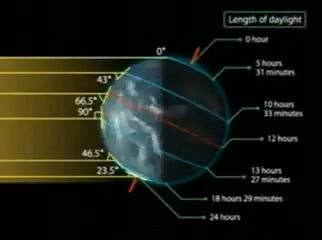 Length of daylight
0°
0 hour
43°
5 hours
31 minutes
66.5°
90°
10 hours
33 minutes
12 hours
46.5°
23.5°
13 hours
27 minutes
18 hours 29 minutes
24 hours